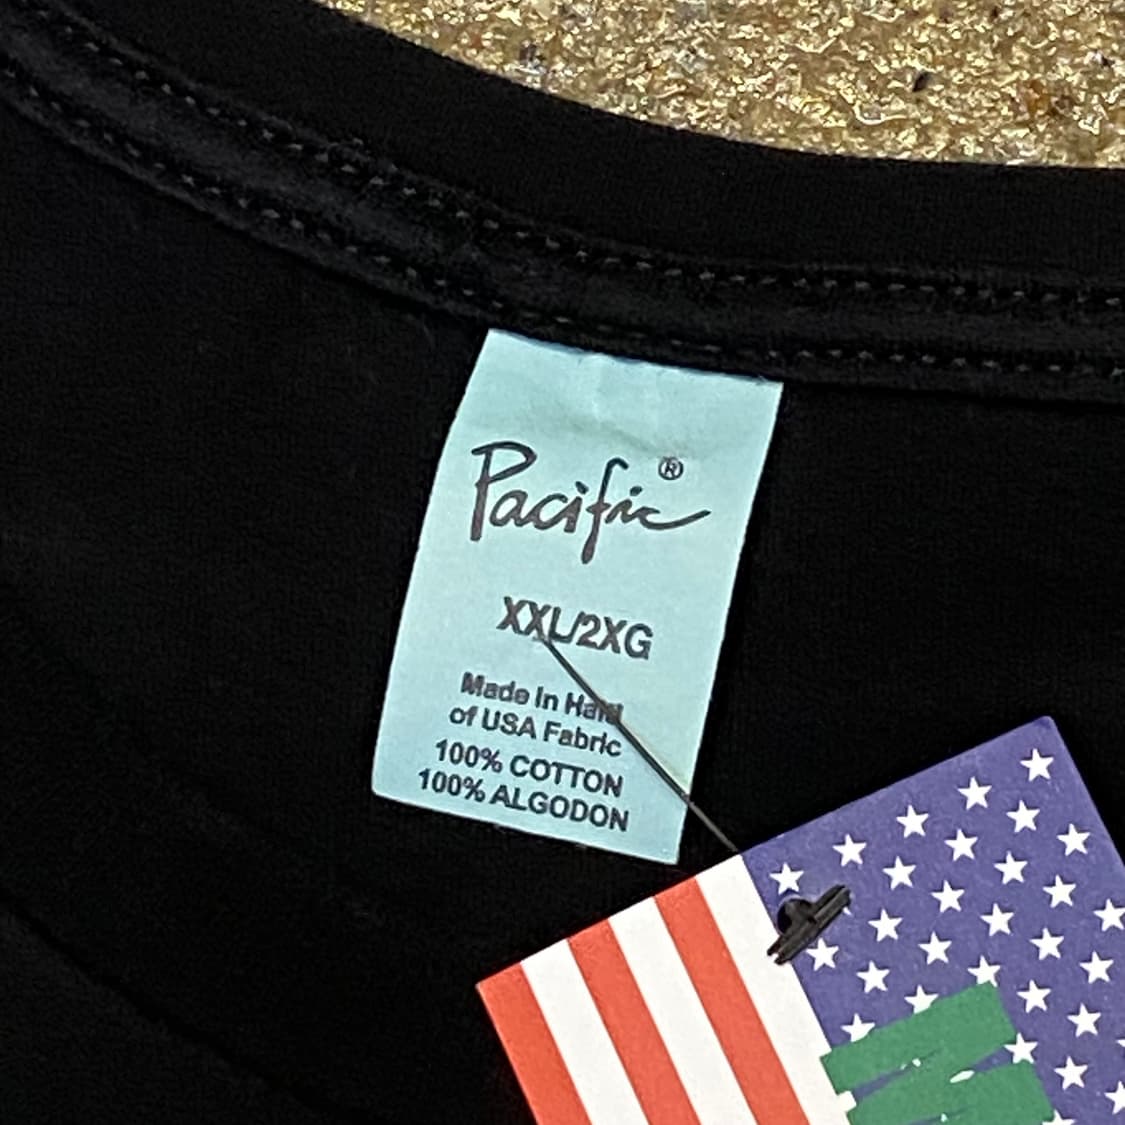 Pacific®
XXL/2XG
Made In Haiti
of USA Fabric
100% COTTON
100% ALGODON